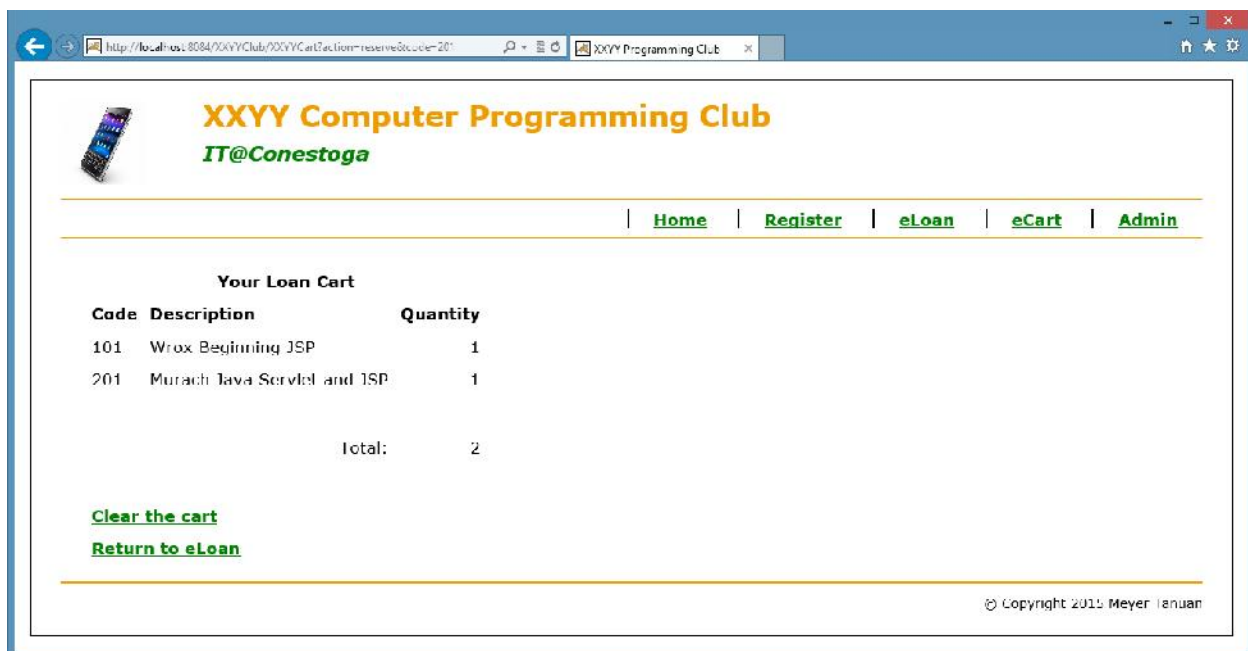 http://localhost:8084/XXYYClub/XXYYCart?action=reserve&code=201
XXYY Programming Club
XXYY Computer Programming Club
IT@Conestoga
Home Register eLoan eCart Admin
Your Loan Cart
Code Description Quantity
101 Wrox Beginning JSP 1
201 Murach Java Servlet and JSP 1
Total: 2
Clear the cart
Return to eLoan
© Copyright 2015 Meyer Tanuan